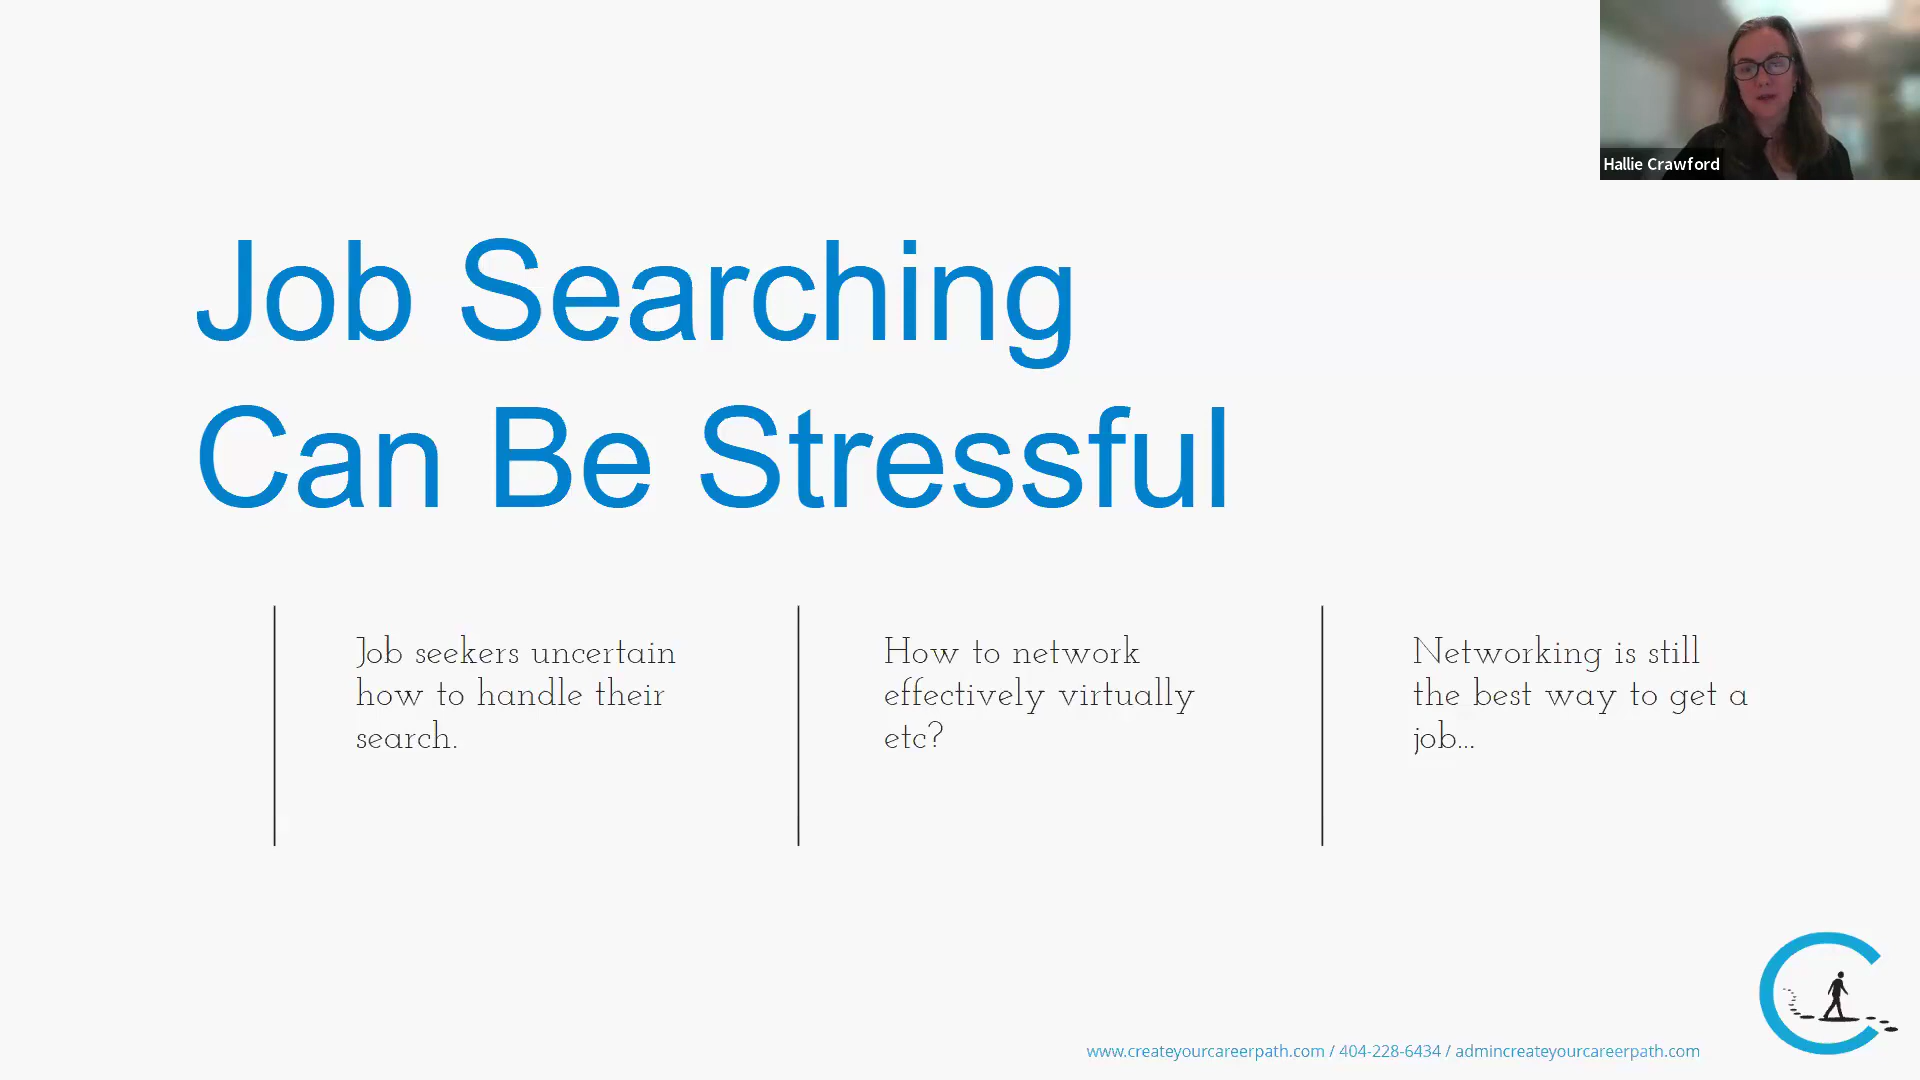 Hallie Crawford
Job Searching
Can Be Stressful
Job seekers uncertain
how to handle their
search.
How to network
effectively virtually
etc?
Networking is still
the best way to get a
job...
www.createyourcareerpath.com / 404-228-6434 / admincreateyourcareerpath.com